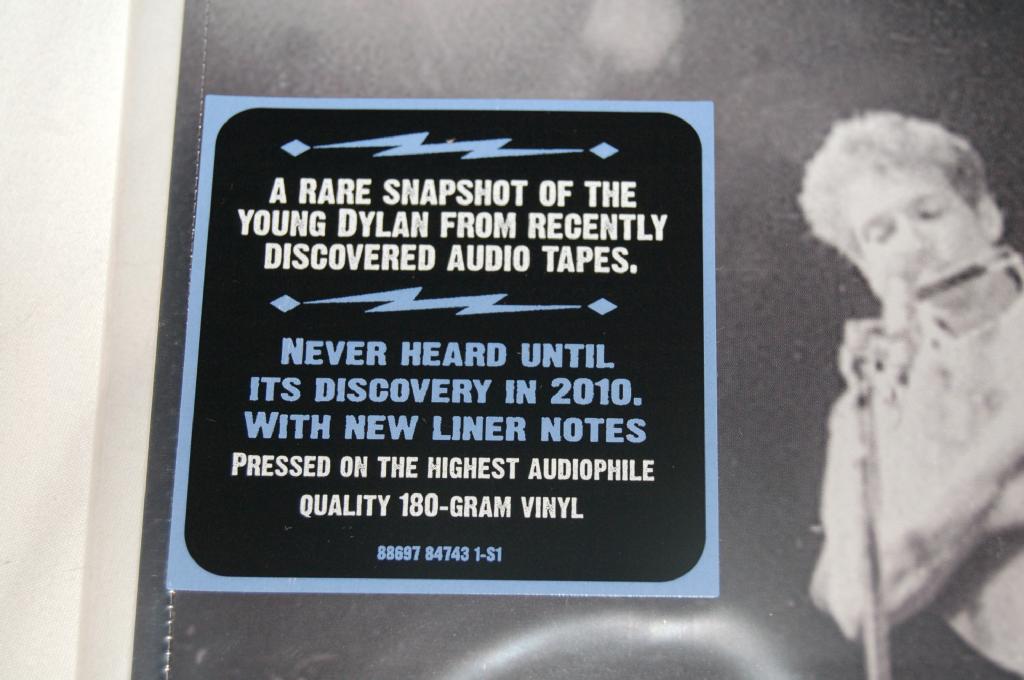 A RARE SNAPSHOT OF THE
YOUNG DYLAN FROM RECENTLY
DISCOVERED AUDIO TAPES.
NEVER HEARD UNTIL
ITS DISCOVERY IN 2010.
WITH NEW LINER NOTES
PRESSED ON THE HIGHEST AUDIOPHILE
QUALITY 180-GRAM VINYL
88697 84743 1-S1